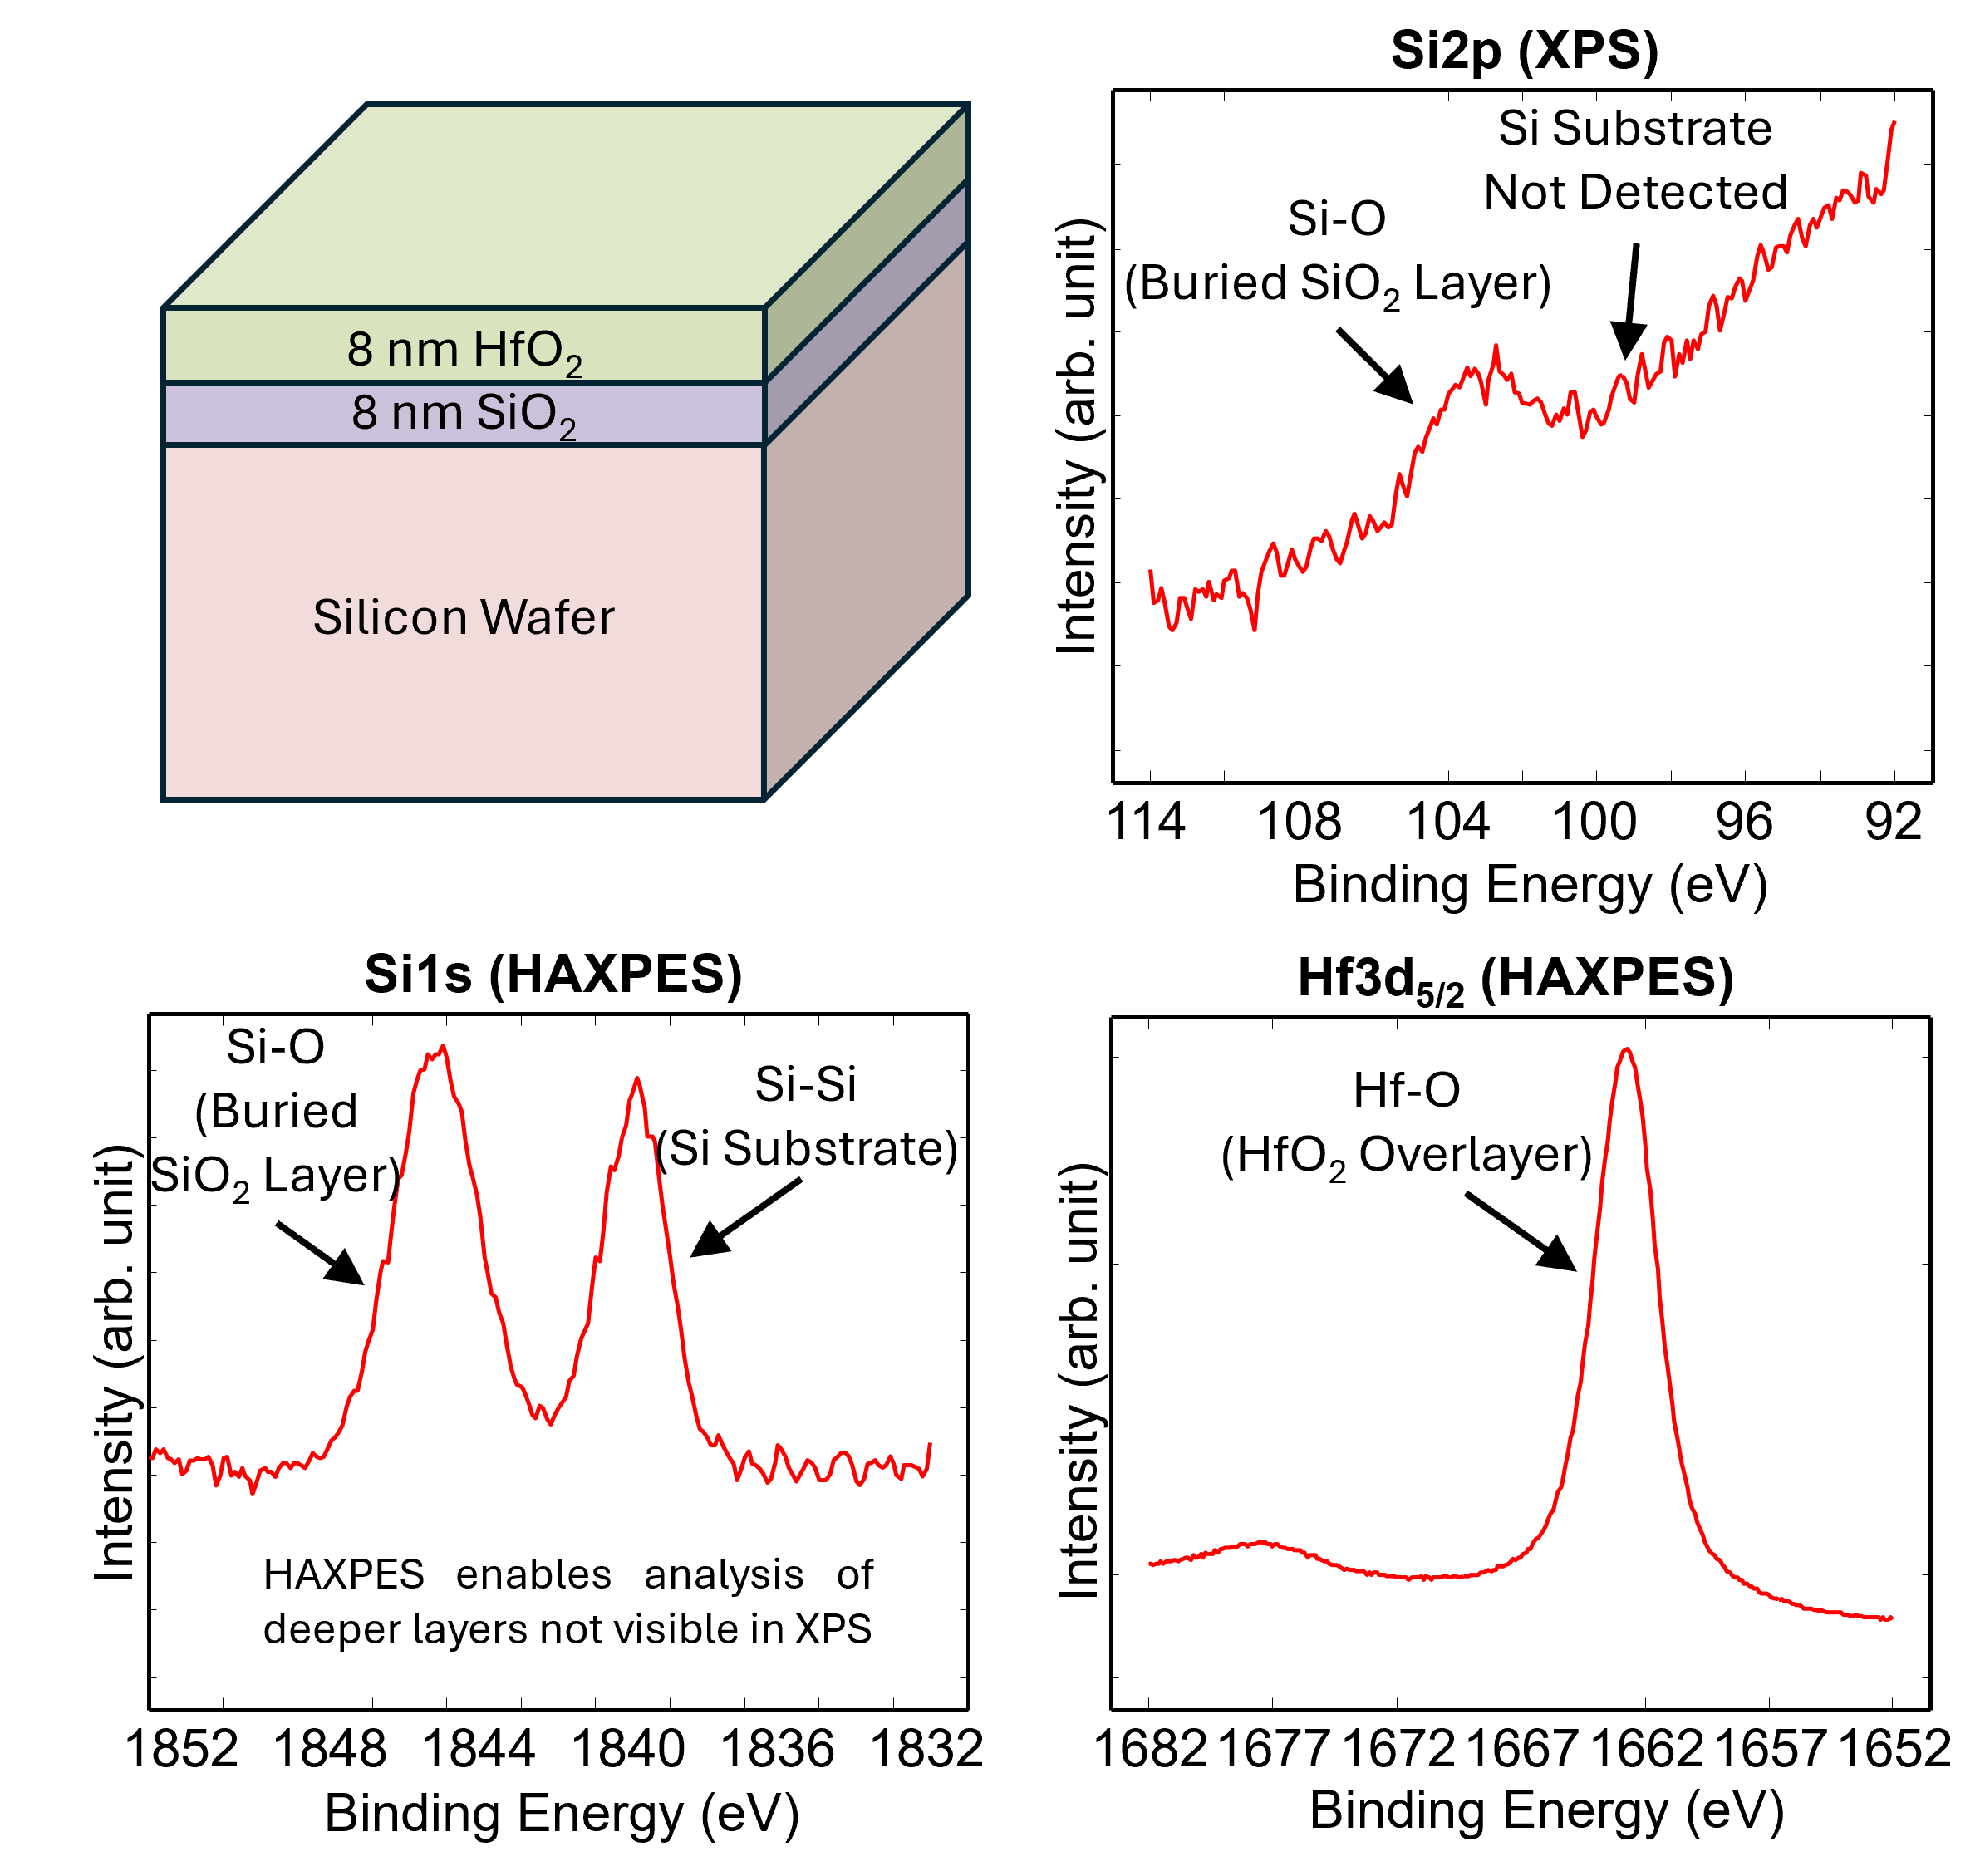 8 nm HfO₂
8 nm SiO₂
Silicon Wafer
Si2p (XPS)
Si Substrate
Not Detected
Si-O
(Buried SiO₂ Layer)
Intensity (arb. unit)
114 108 104 100 96 92
Binding Energy (eV)
Si1s (HAXPES)
Si-O
(Buried
SiO₂ Layer)
Si-Si
(Si Substrate)
HAXPES enables analysis of
deeper layers not visible in XPS
Intensity (arb. unit)
1852 1848 1844 1840 1836 1832
Binding Energy (eV)
Hf3d₅/₂ (HAXPES)
Hf-O
(HfO₂ Overlayer)
Intensity (arb. unit)
1682 1677 1672 1667 1662 1657 1652
Binding Energy (eV)